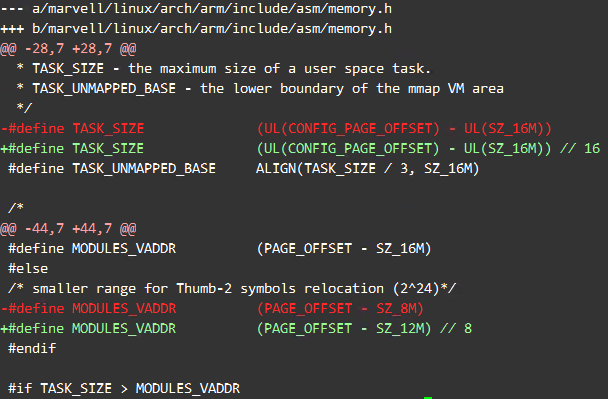 --- a/marvell/linux/arch/arm/include/asm/memory.h
+++ b/marvell/linux/arch/arm/include/asm/memory.h
@@ -28,7 +28,7 @@
  * TASK_SIZE - the maximum size of a user space task.
  * TASK_UNMAPPED_BASE - the lower boundary of the mmap VM area
  */
-#define TASK_SIZE              (UL(CONFIG_PAGE_OFFSET) - UL(SZ_16M))
+#define TASK_SIZE              (UL(CONFIG_PAGE_OFFSET) - UL(SZ_16M)) // 16
 #define TASK_UNMAPPED_BASE     ALIGN(TASK_SIZE / 3, SZ_16M)
 /*
@@ -44,7 +44,7 @@
 #define MODULES_VADDR          (PAGE_OFFSET - SZ_16M)
 #else
 /* smaller range for Thumb-2 symbols relocation (2^24)*/
-#define MODULES_VADDR          (PAGE_OFFSET - SZ_8M)
+#define MODULES_VADDR          (PAGE_OFFSET - SZ_12M) // 8
 #endif
 #if TASK_SIZE > MODULES_VADDR